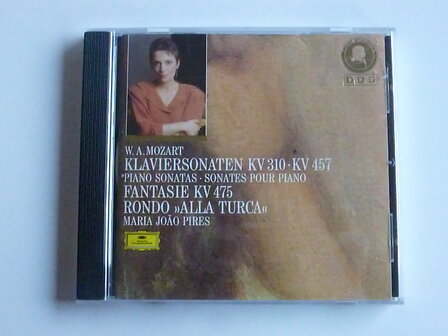 W. A. MOZART
KLAVIERSONATEN KV 310 · KV 457
PIANO SONATAS · SONATES POUR PIANO
FANTASIE KV 475
RONDO »ALLA TURCA«
MARIA JOÃO PIRES